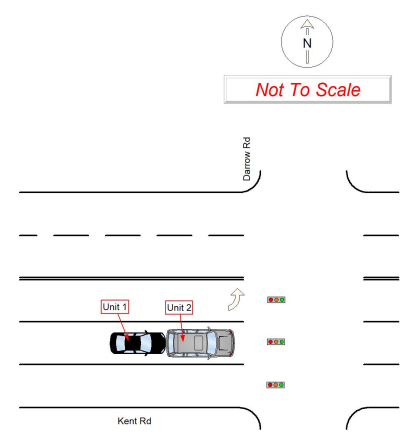 N
Not To Scale
Darrow Rd
Unit 1
Unit 2
Kent Rd